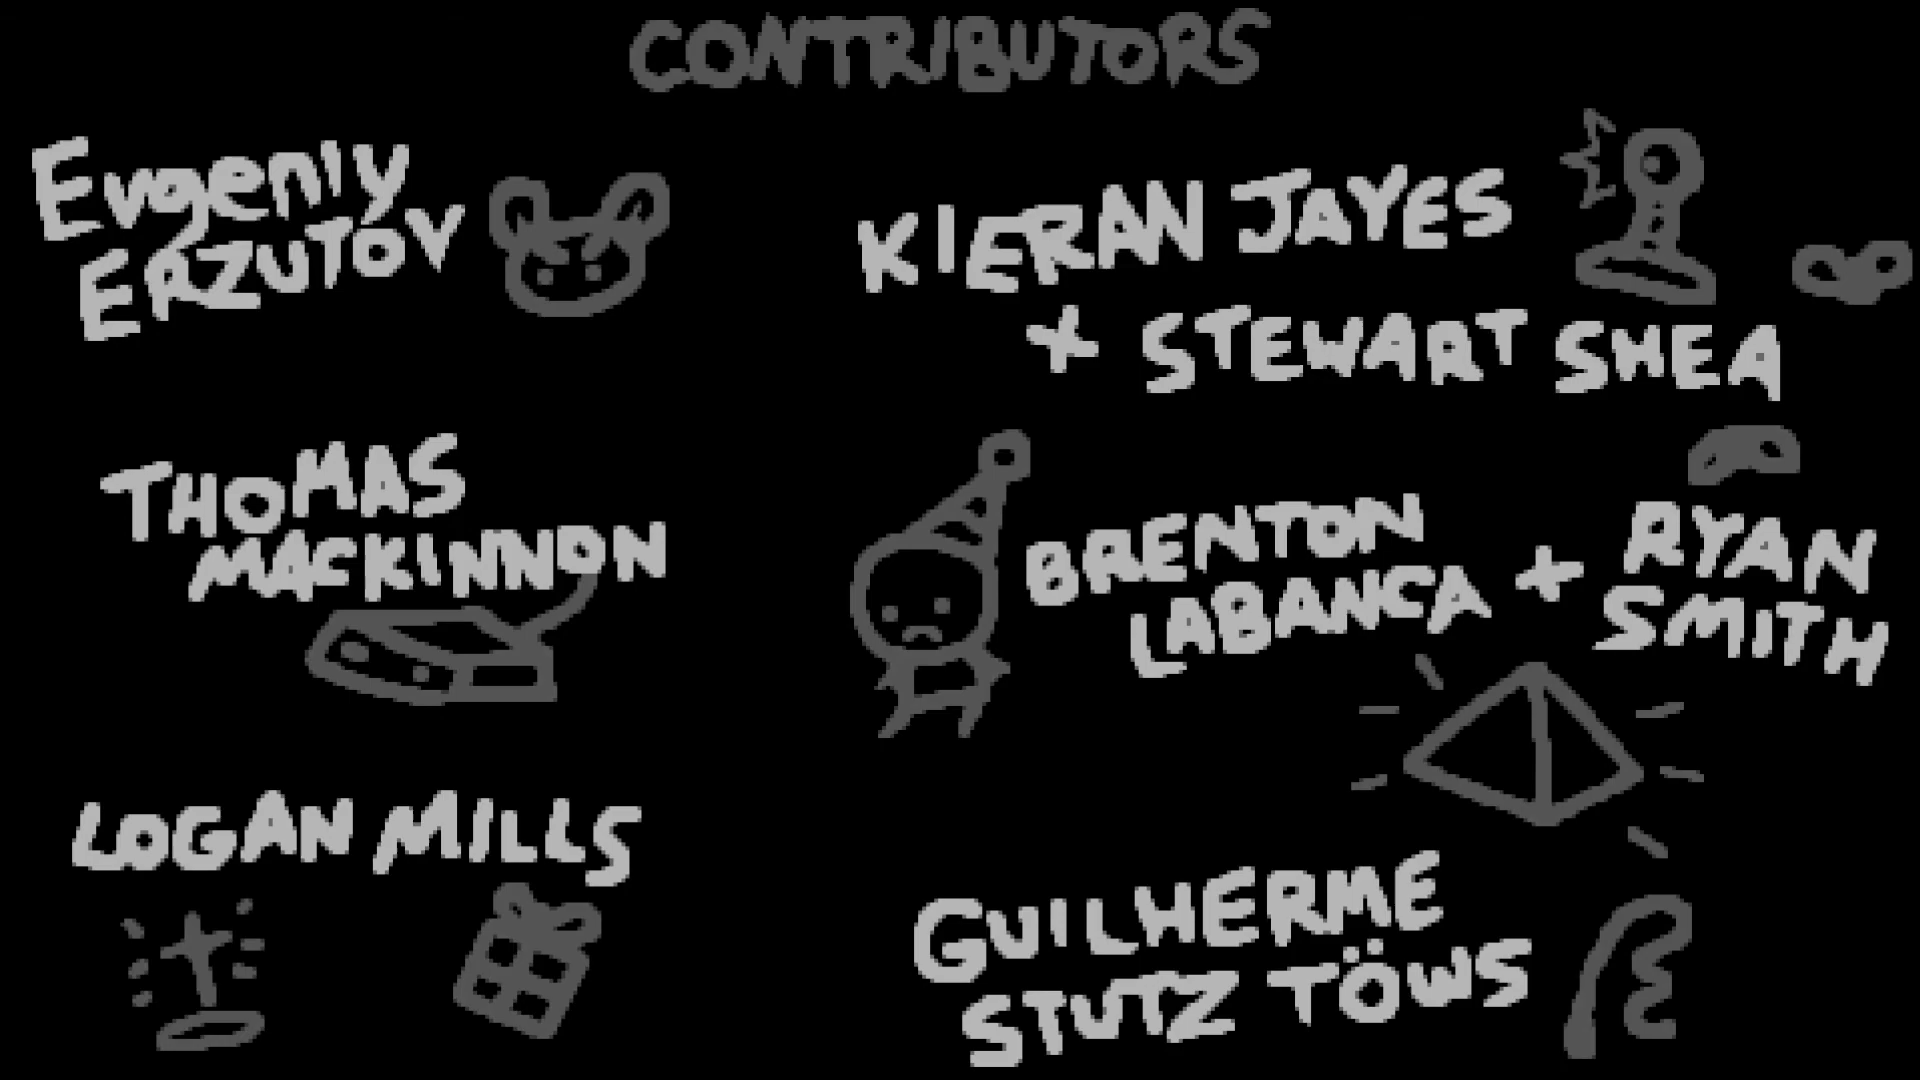 CONTRIBUTORS
Evgeniy
ERZUTOV
KIERAN JAYES
+ STEWART SHEA
THOMAS
MACKINNON
BRENTON
LABANCA
+ RYAN
SMITH
LOGAN MILLS
GUILHERME
STUTZ TÖWS